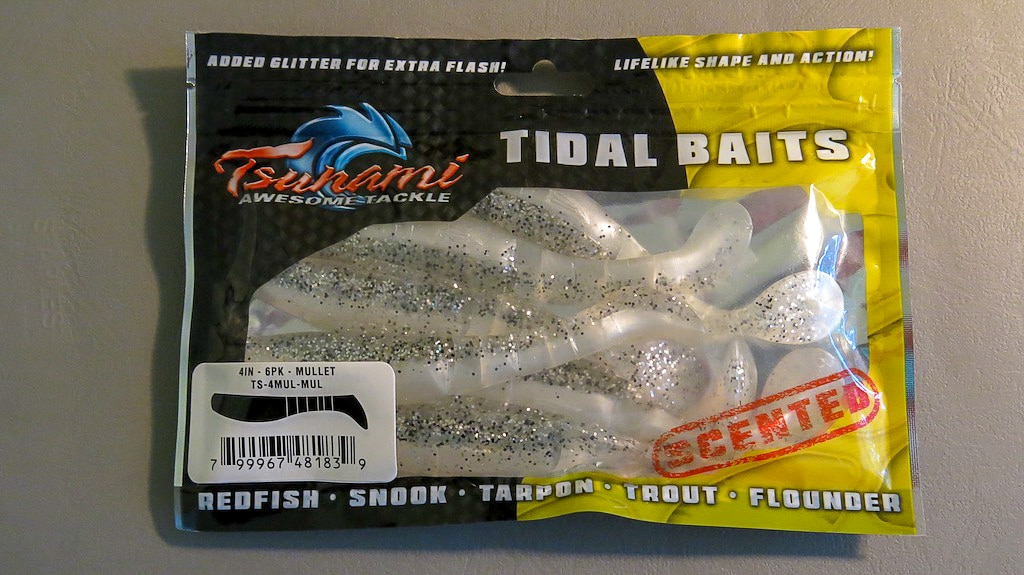 ADDED GLITTER FOR EXTRA FLASH!
LIFELIKE SHAPE AND ACTION!
TIDAL BAITS
Tsunami
AWESOME TACKLE
4IN - 6PK - MULLET
TS-4MUL-MUL
7 99967 48183 9
SCENTED
REDFISH · SNOOK · TARPON · TROUT · FLOUNDER